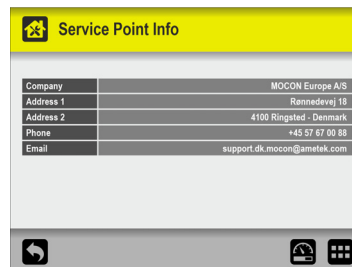 Service Point Info
Company MOCON Europe A/S
Address 1 Rønnedevej 18
Address 2 4100 Ringsted - Denmark
Phone +45 57 67 00 88
Email support.dk.mocon@ametek.com